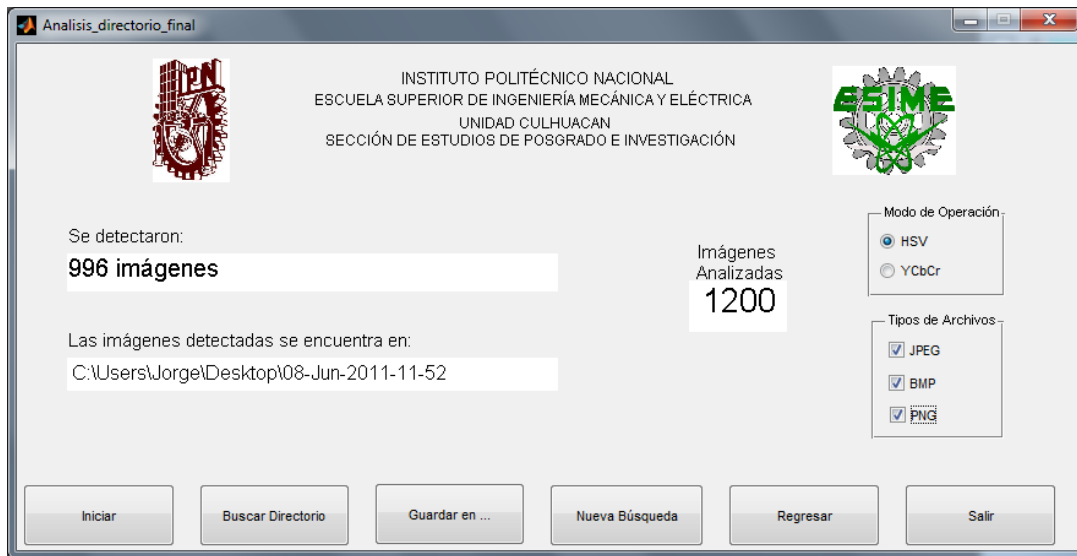 Analisis_directorio_final
IPN
INSTITUTO POLITÉCNICO NACIONAL
ESCUELA SUPERIOR DE INGENIERÍA MECÁNICA Y ELÉCTRICA
UNIDAD CULHUACAN
SECCIÓN DE ESTUDIOS DE POSGRADO E INVESTIGACIÓN
ESIME
Se detectaron:
996 imágenes
Imágenes
Analizadas
1200
Modo de Operación
HSV
YCbCr
Las imágenes detectadas se encuentra en:
C:\Users\Jorge\Desktop\08-Jun-2011-11-52
Tipos de Archivos
JPEG
BMP
PNG
Iniciar
Buscar Directorio
Guardar en ...
Nueva Búsqueda
Regresar
Salir